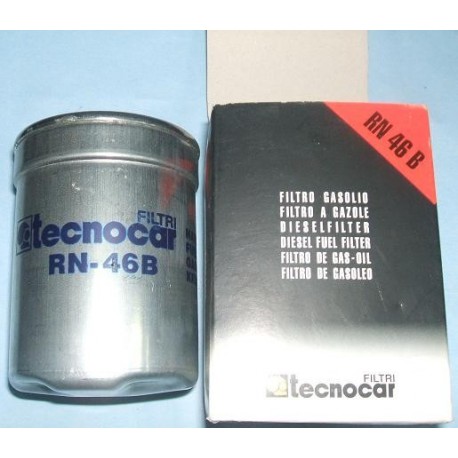 FILTRI
tecnocar
RN-46B
RN 46 B
FILTRO GASOLIO
FILTRO A GAZOLE
DIESELFILTER
DIESEL FUEL FILTER
FILTRO DE GAS-OIL
FILTRO DE GASOLEO
FILTRI
tecnocar